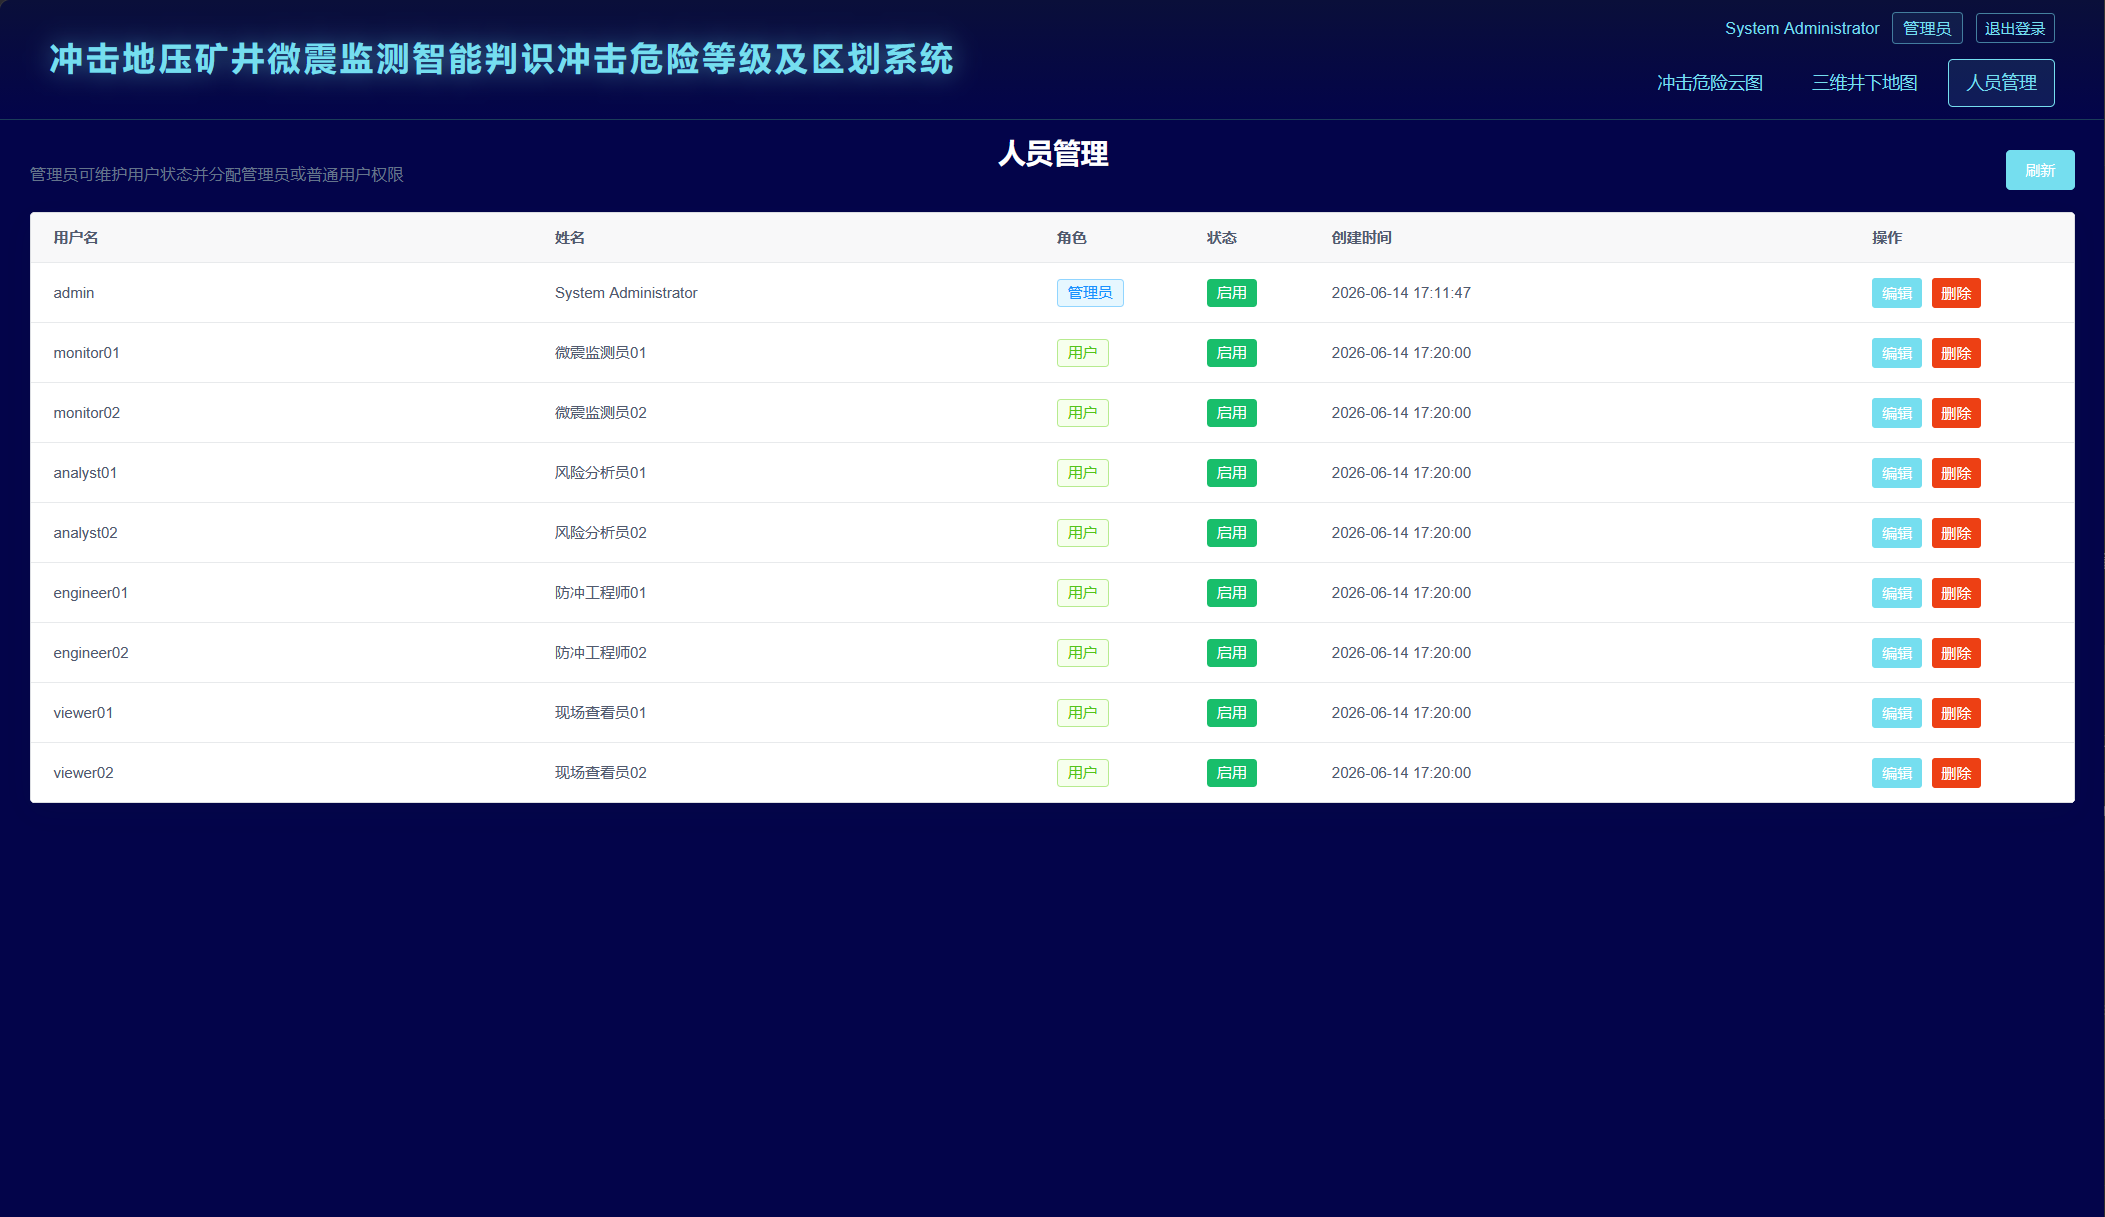 冲击地压矿井微震监测智能判识冲击危险等级及区划系统
System Administrator 管理员 退出登录
冲击危险云图 三维井下地图 人员管理
人员管理
管理员可维护用户状态并分配管理员或普通用户权限
刷新
用户名 姓名 角色 状态 创建时间 操作
admin System Administrator 管理员 启用 2026-06-14 17:11:47 编辑 删除
monitor01 微震监测员01 用户 启用 2026-06-14 17:20:00 编辑 删除
monitor02 微震监测员02 用户 启用 2026-06-14 17:20:00 编辑 删除
analyst01 风险分析员01 用户 启用 2026-06-14 17:20:00 编辑 删除
analyst02 风险分析员02 用户 启用 2026-06-14 17:20:00 编辑 删除
engineer01 防冲工程师01 用户 启用 2026-06-14 17:20:00 编辑 删除
engineer02 防冲工程师02 用户 启用 2026-06-14 17:20:00 编辑 删除
viewer01 现场查看员01 用户 启用 2026-06-14 17:20:00 编辑 删除
viewer02 现场查看员02 用户 启用 2026-06-14 17:20:00 编辑 删除